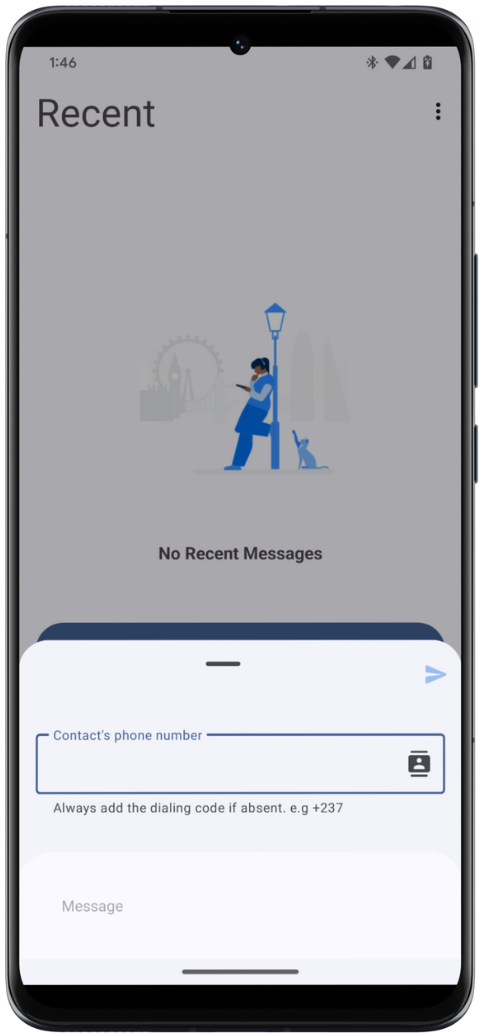 1:46
Recent
No Recent Messages
Contact's phone number
Always add the dialing code if absent. e.g +237
Message